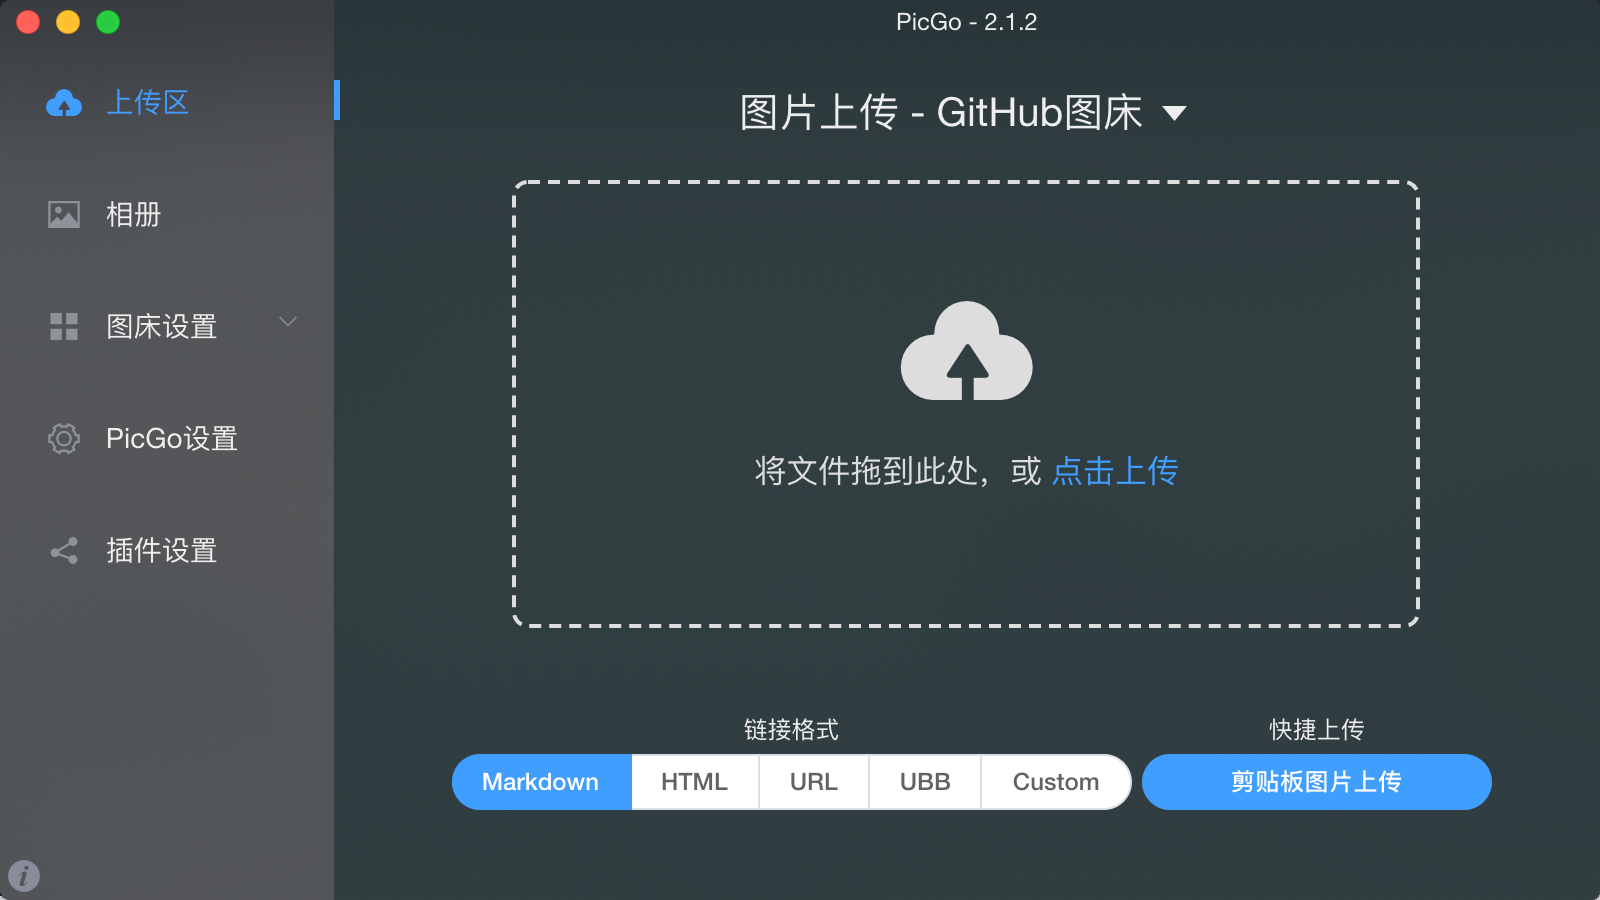 PicGo - 2.1.2
上传区
相册
图床设置
PicGo设置
插件设置
图片上传 - GitHub图床
将文件拖到此处，或 点击上传
链接格式
Markdown HTML URL UBB Custom
快捷上传
剪贴板图片上传
i